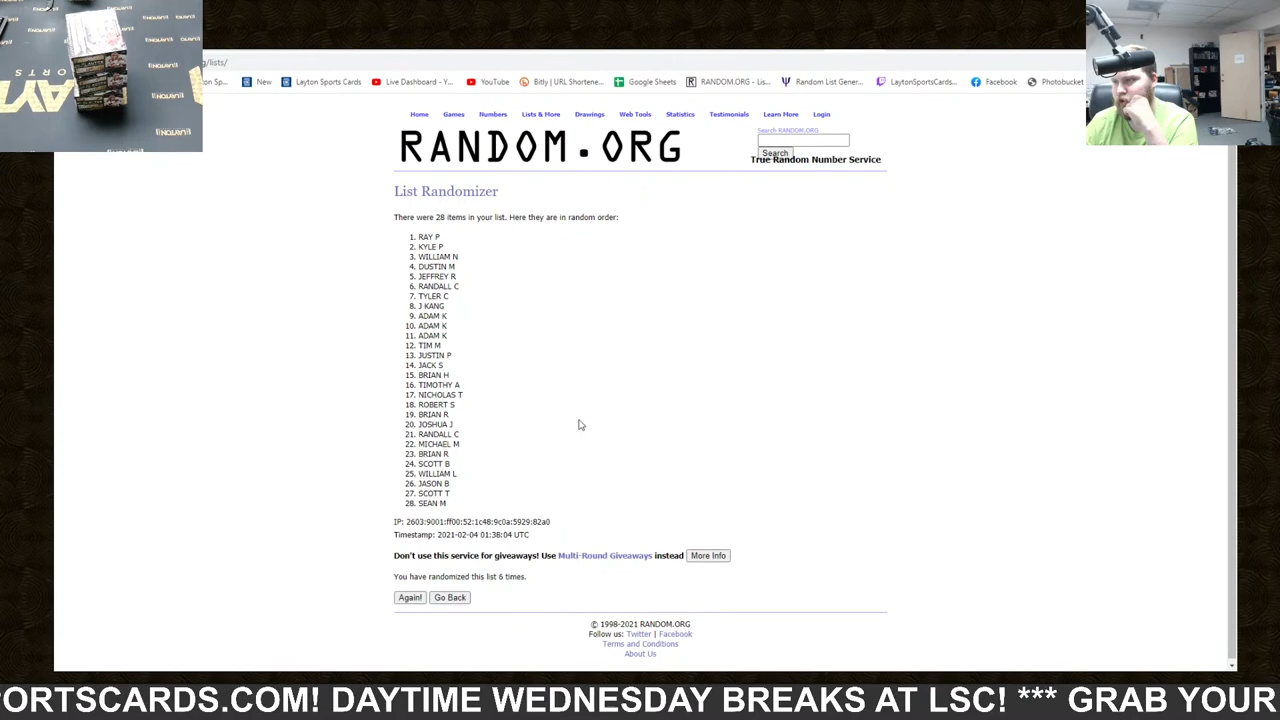 g/lists/
Spo... New Layton Sports Cards Live Dashboard - Y... YouTube Bitly | URL Shortene... Google Sheets RANDOM.ORG - Lis... Random List Gener... LaytonSportsCards... Facebook Photobucket
Home Games Numbers Lists & More Drawings Web Tools Statistics Testimonials Learn More Login
RANDOM.ORG
Search RANDOM.ORG
Search
True Random Number Service
List Randomizer
There were 28 items in your list. Here they are in random order:
1. RAY P
2. KYLE P
3. WILLIAM N
4. DUSTIN M
5. JEFFREY R
6. RANDALL C
7. TYLER C
8. J KANG
9. ADAM K
10. ADAM K
11. ADAM K
12. TIM M
13. JUSTIN P
14. JACK S
15. BRIAN H
16. TIMOTHY A
17. NICHOLAS T
18. ROBERT S
19. BRIAN R
20. JOSHUA J
21. RANDALL C
22. MICHAEL M
23. BRIAN R
24. SCOTT B
25. WILLIAM L
26. JASON B
27. SCOTT T
28. SEAN M
IP: 2603:9001:ff00:52:1c48:9c0a:5929:82a0
Timestamp: 2021-02-04 01:38:04 UTC
Don't use this service for giveaways! Use Multi-Round Giveaways instead More Info
You have randomized this list 6 times.
Again! Go Back
© 1998-2021 RANDOM.ORG
Follow us: Twitter | Facebook
Terms and Conditions
About Us
ORTSCARDS.COM! DAYTIME WEDNESDAY BREAKS AT LSC! *** GRAB YOUR